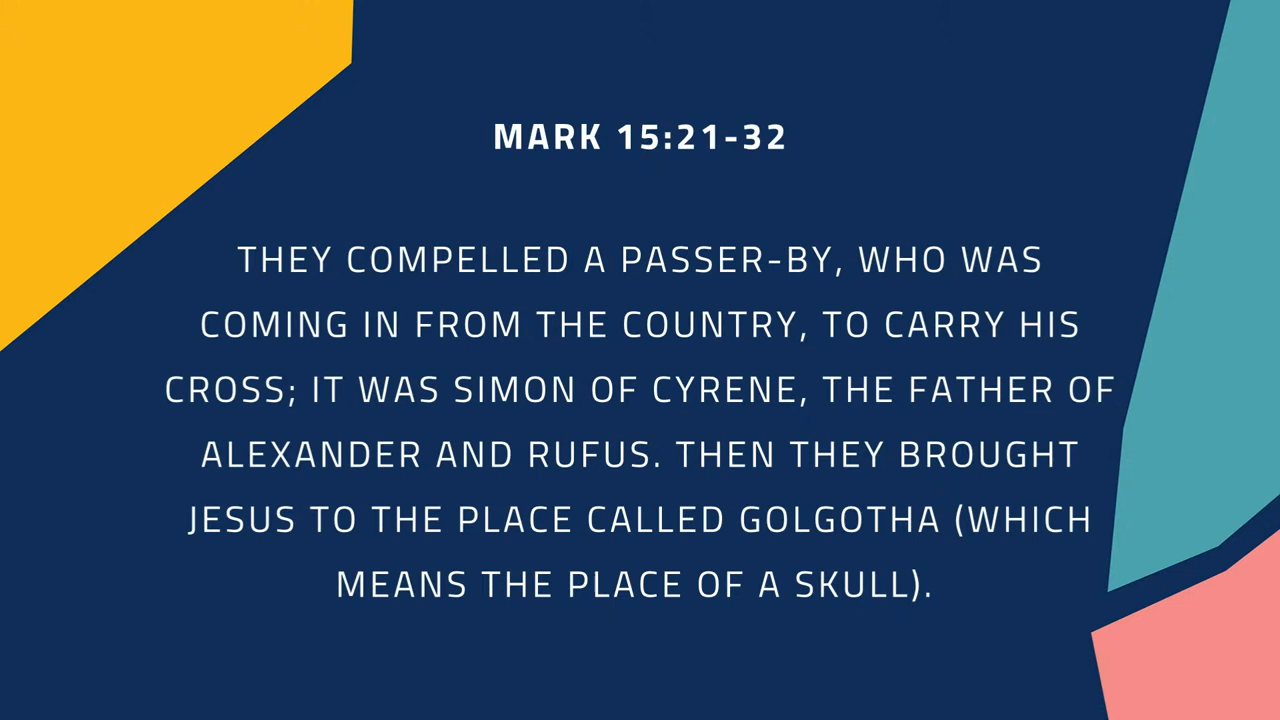 MARK 15:21-32
THEY COMPELLED A PASSER-BY, WHO WAS
COMING IN FROM THE COUNTRY, TO CARRY HIS
CROSS; IT WAS SIMON OF CYRENE, THE FATHER OF
ALEXANDER AND RUFUS. THEN THEY BROUGHT
JESUS TO THE PLACE CALLED GOLGOTHA (WHICH
MEANS THE PLACE OF A SKULL).